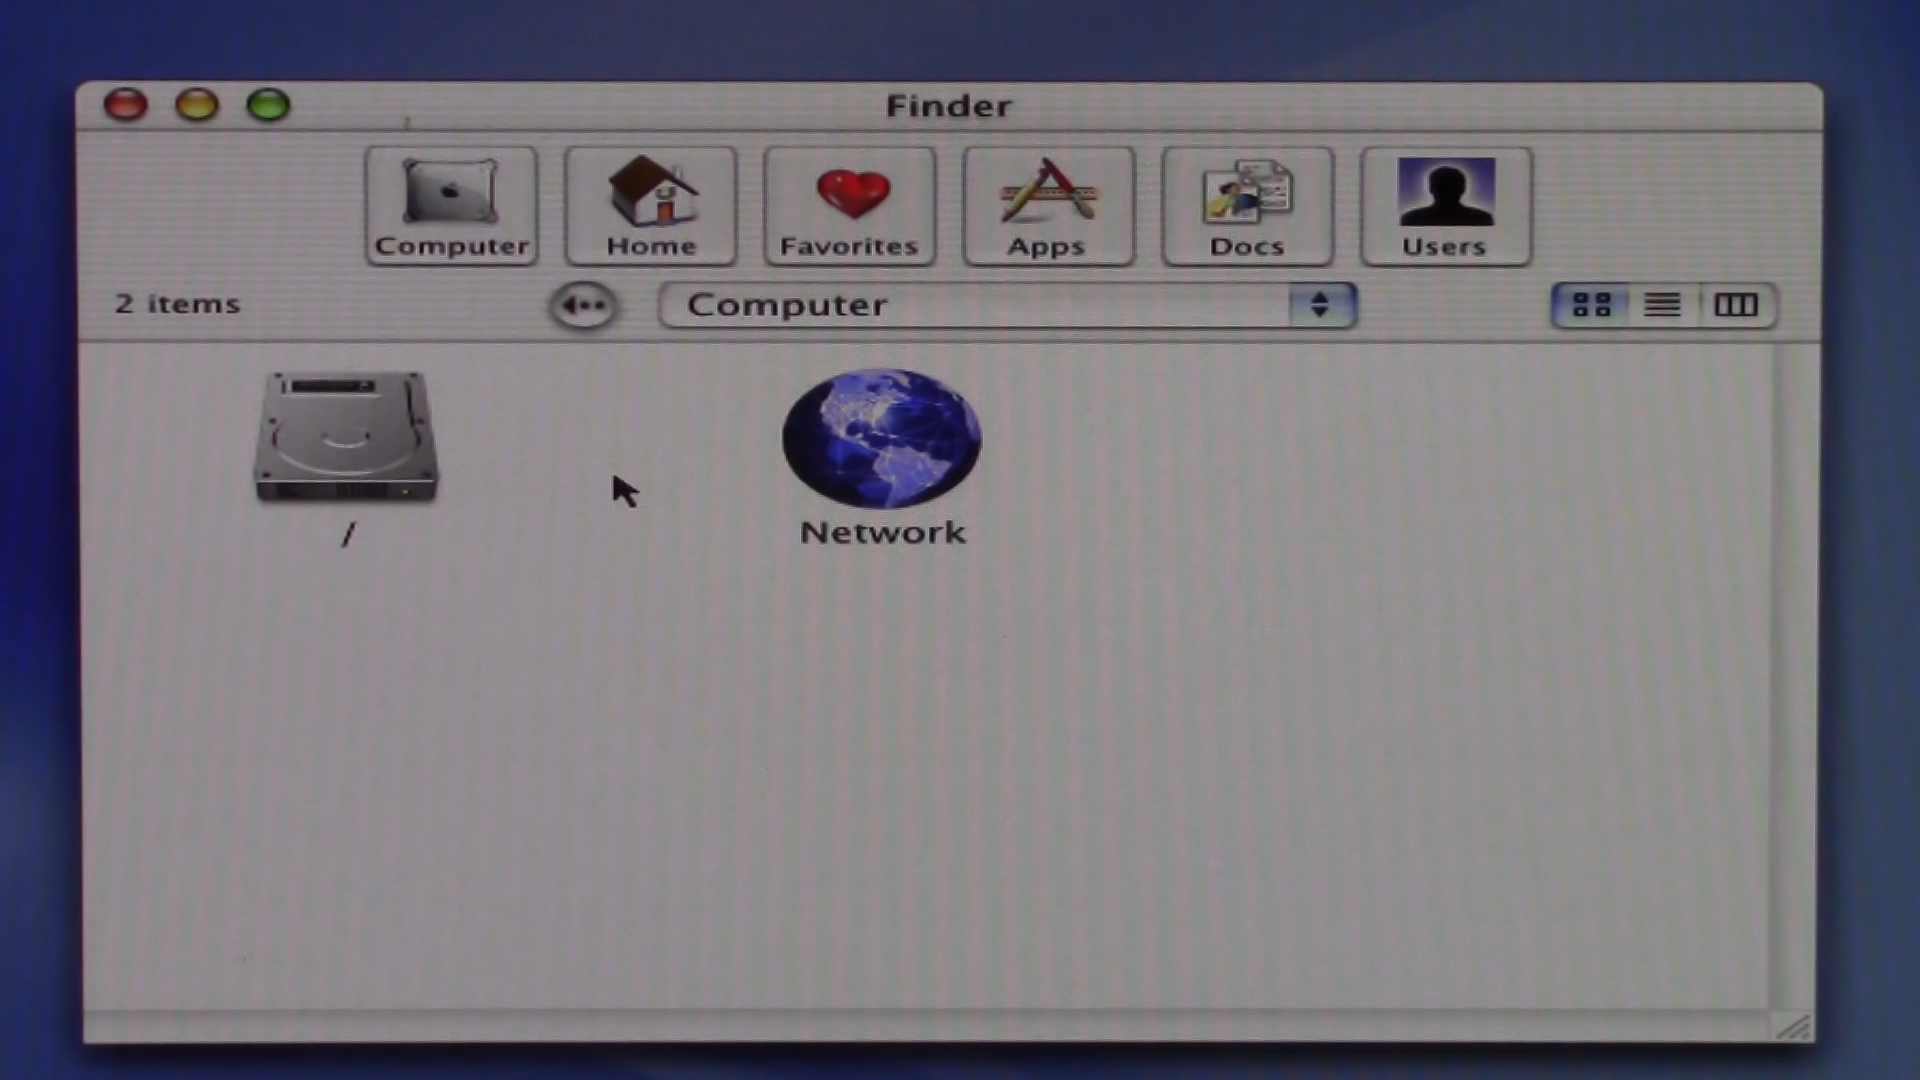 Finder
Computer Home Favorites Apps Docs Users
2 items Computer
/ Network